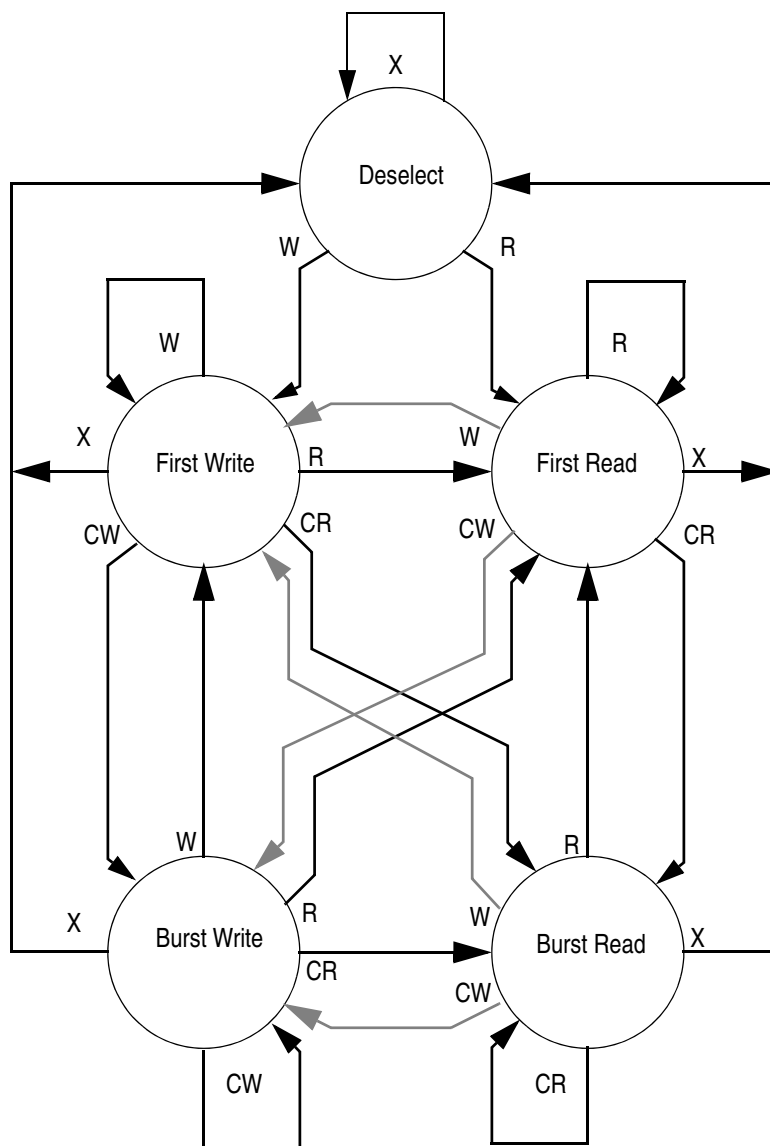 X
Deselect
W
R
W
R
X
W
First Write
R
First Read
X
CW
CR
CW
CR
W
R
X
R
W
Burst Write
Burst Read
X
CR
CW
CW
CR